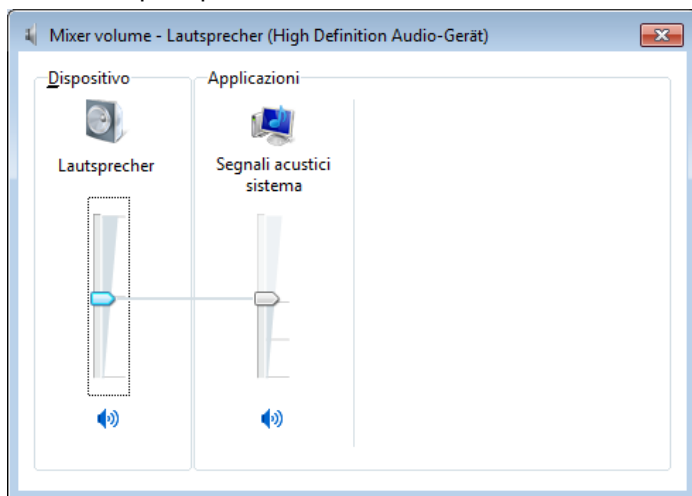 Mixer volume - Lautsprecher (High Definition Audio-Gerät)
Dispositivo
Applicazioni
Lautsprecher
Segnali acustici
sistema